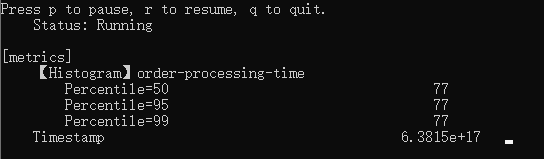 Press p to pause, r to resume, q to quit.
Status: Running
[metrics]
【Histogram】order-processing-time
Percentile=50 77
Percentile=95 77
Percentile=99 77
Timestamp 6.3815e+17